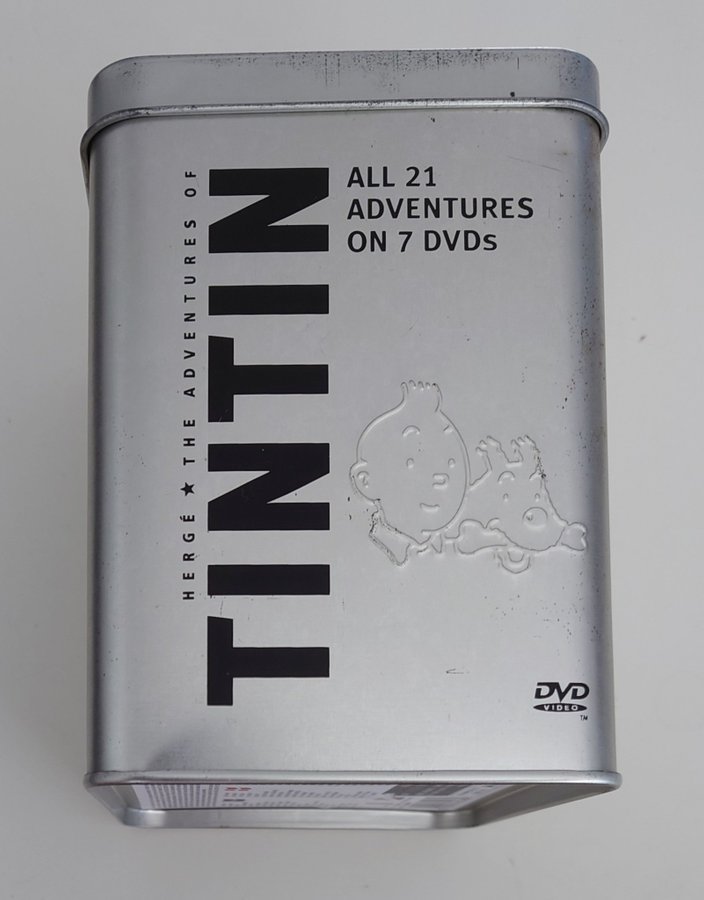 HERGÉ ★ THE ADVENTURES OF
TINTIN
ALL 21
ADVENTURES
ON 7 DVDs
DVD
VIDEO
TM